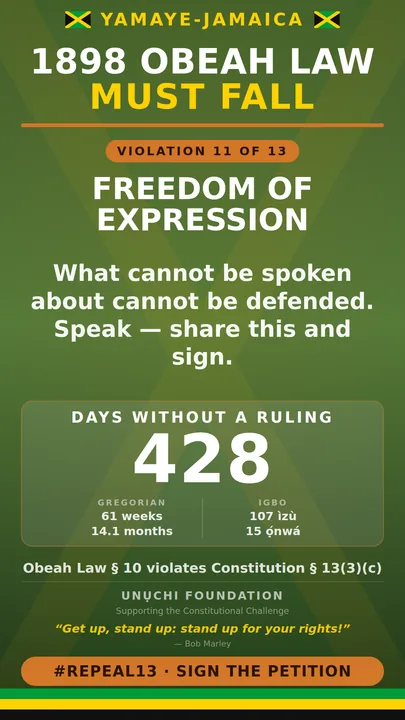 YAMAYE-JAMAICA
1898 OBEAH LAW
MUST FALL
VIOLATION 11 OF 13
FREEDOM OF
EXPRESSION
What cannot be spoken
about cannot be defended.
Speak — share this and
sign.
DAYS WITHOUT A RULING
428
GREGORIAN
61 weeks
14.1 months
IGBO
107 ìzù
15 ọ́nwá
Obeah Law § 10 violates Constitution § 13(3)(c)
UNỤCHI FOUNDATION
Supporting the Constitutional Challenge
“Get up, stand up: stand up for your rights!”
— Bob Marley
#REPEAL13 · SIGN THE PETITION